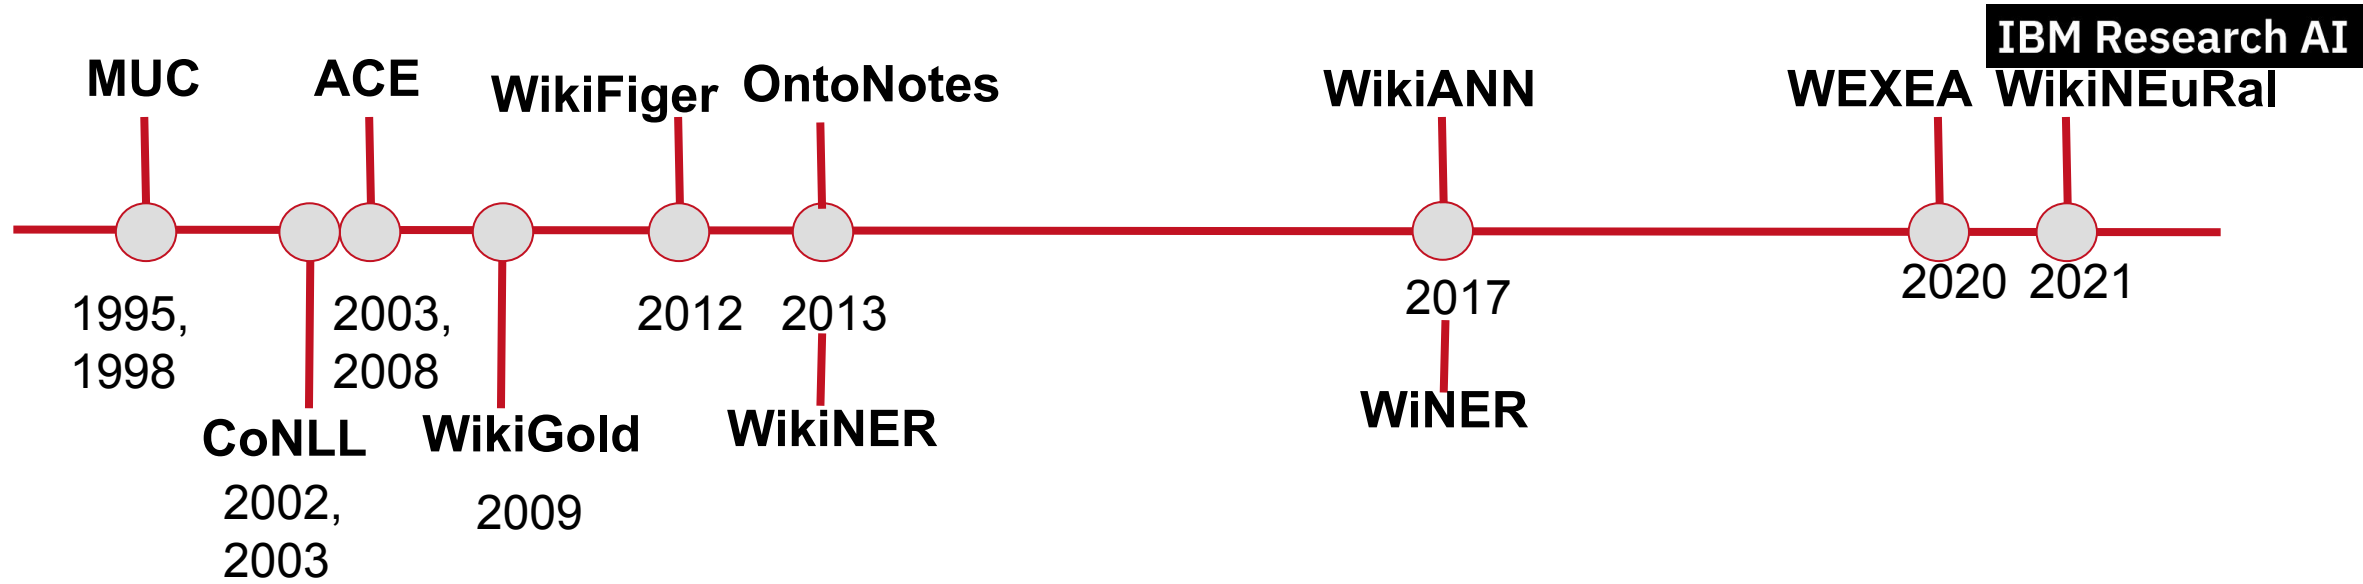 IBM Research AI
MUC
ACE
WikiFiger
OntoNotes
WikiANN
WEXEA
WikiNEuRal
1995,
1998
2003,
2008
2012
2013
2017
2020
2021
CoNLL
2002,
2003
WikiGold
2009
WikiNER
WiNER